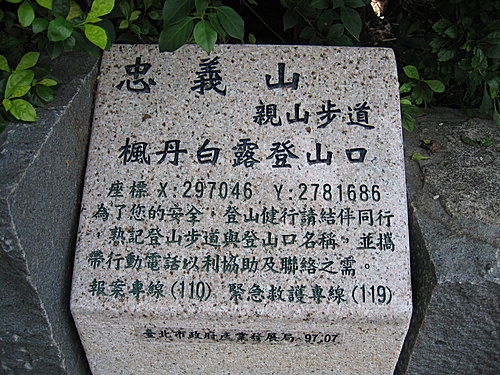 忠義山
親山步道
楓丹白露登山口
座標 X:297046 Y:2781686
為了您的安全，登山健行請結伴同行
，熟記登山步道與登山口名稱，並攜
帶行動電話以利協助及聯絡之需。
報案專線(110) 緊急救護專線(119)
臺北市政府產業發展局 97.07